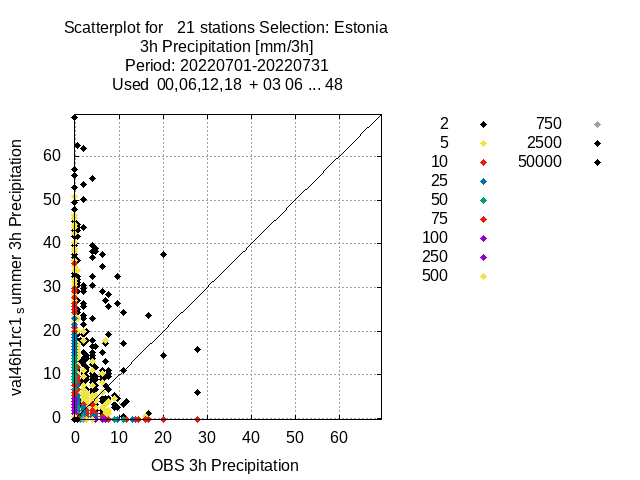 Scatterplot for 21 stations Selection: Estonia
3h Precipitation [mm/3h]
Period: 20220701-20220731
Used 00,06,12,18 + 03 06 ... 48
val46h1rc1 summer 3h Precipitation
60
50
40
30
20
10
0
0 10 20 30 40 50 60
OBS 3h Precipitation
2
5
10
25
50
75
100
250
500
750
2500
50000